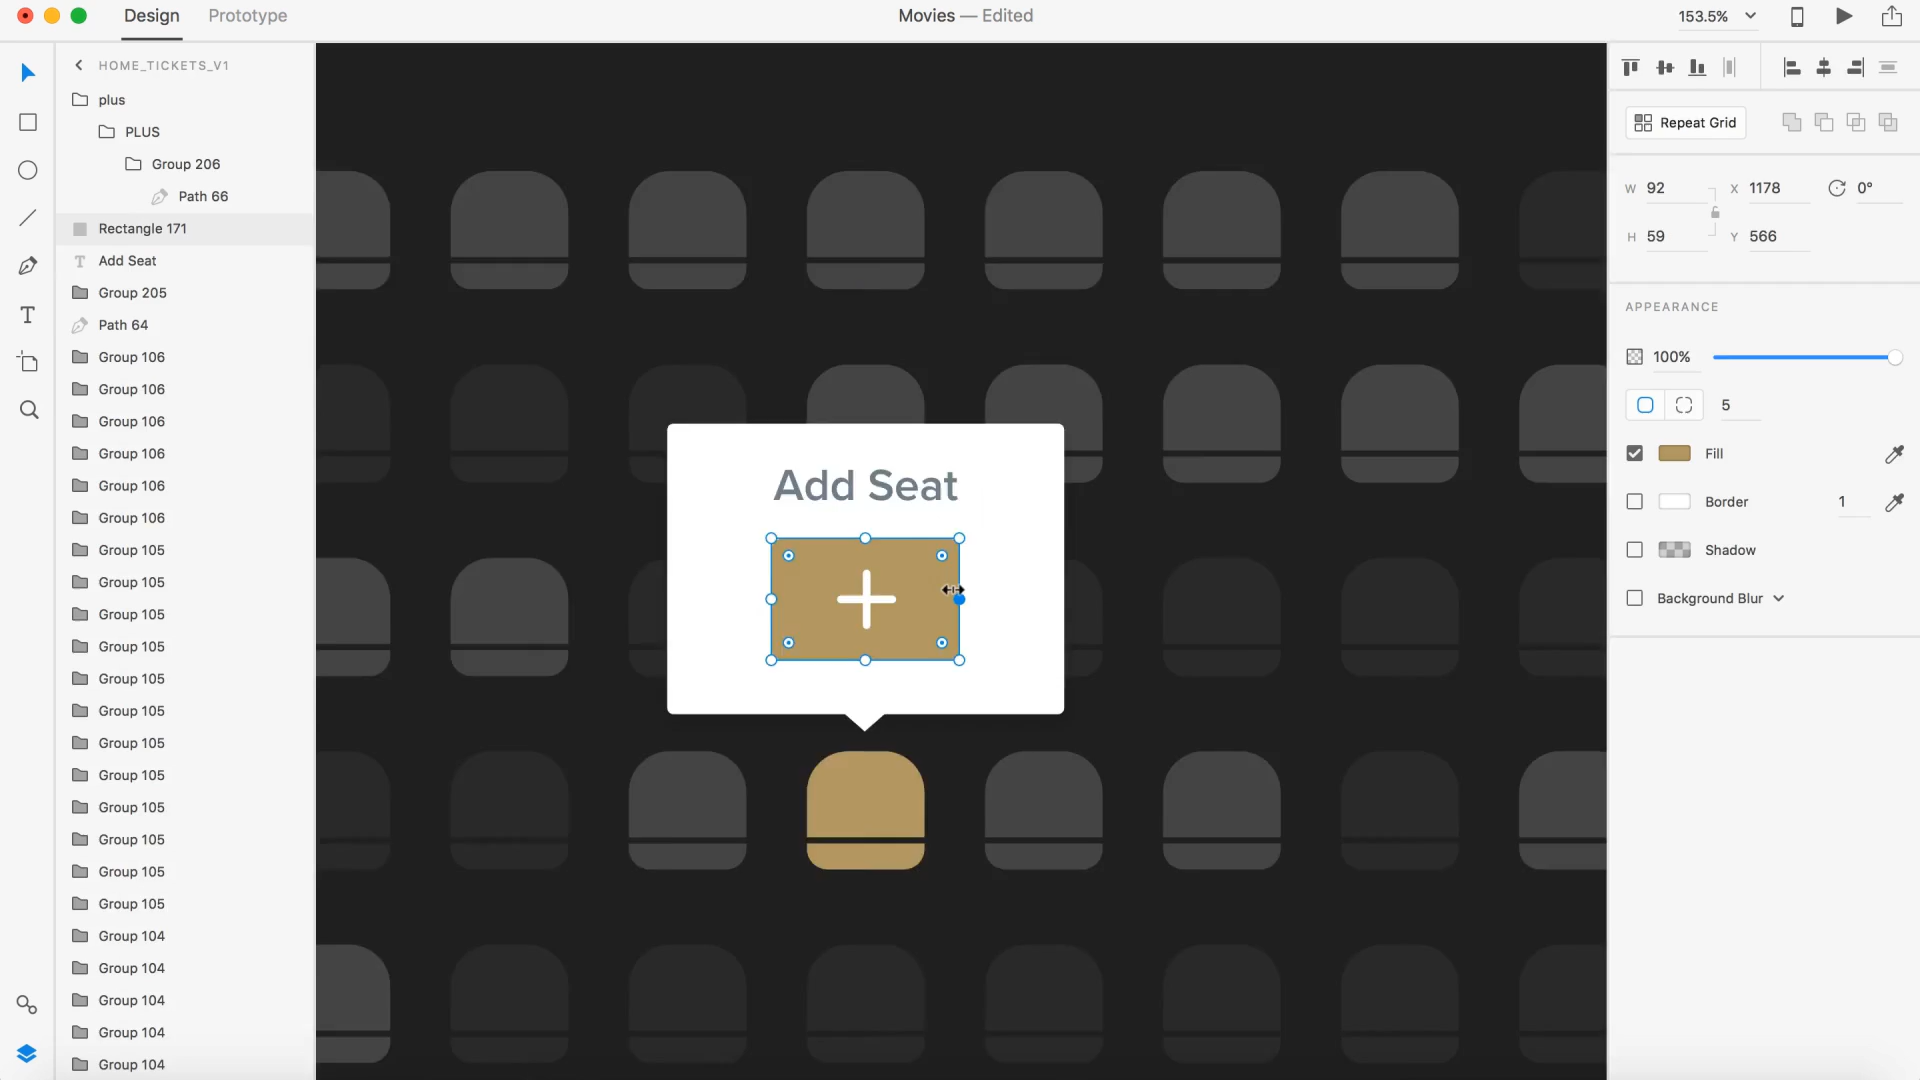 Design
Prototype
Movies — Edited
153.5%
HOME_TICKETS_V1
plus
PLUS
Group 206
Path 66
Rectangle 171
Add Seat
Group 205
Path 64
Group 106
Group 106
Group 106
Group 106
Group 106
Group 106
Group 105
Group 105
Group 105
Group 105
Group 105
Group 105
Group 105
Group 105
Group 105
Group 105
Group 105
Group 105
Group 104
Group 104
Group 104
Group 104
Group 104
Add Seat
Repeat Grid
W 92
X 1178
0°
H 59
Y 566
APPEARANCE
100%
5
Fill
Border
1
Shadow
Background Blur